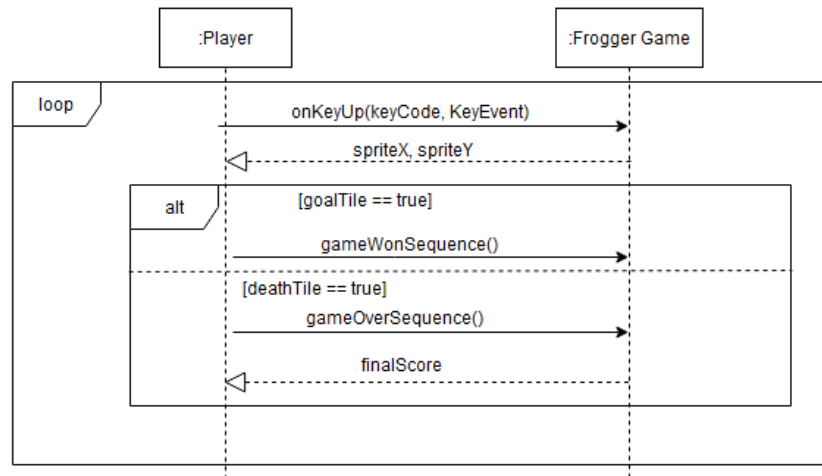 :Player
:Frogger Game
loop
onKeyUp(keyCode, KeyEvent)
spriteX, spriteY
alt
[goalTile == true]
gameWonSequence()
[deathTile == true]
gameOverSequence()
finalScore